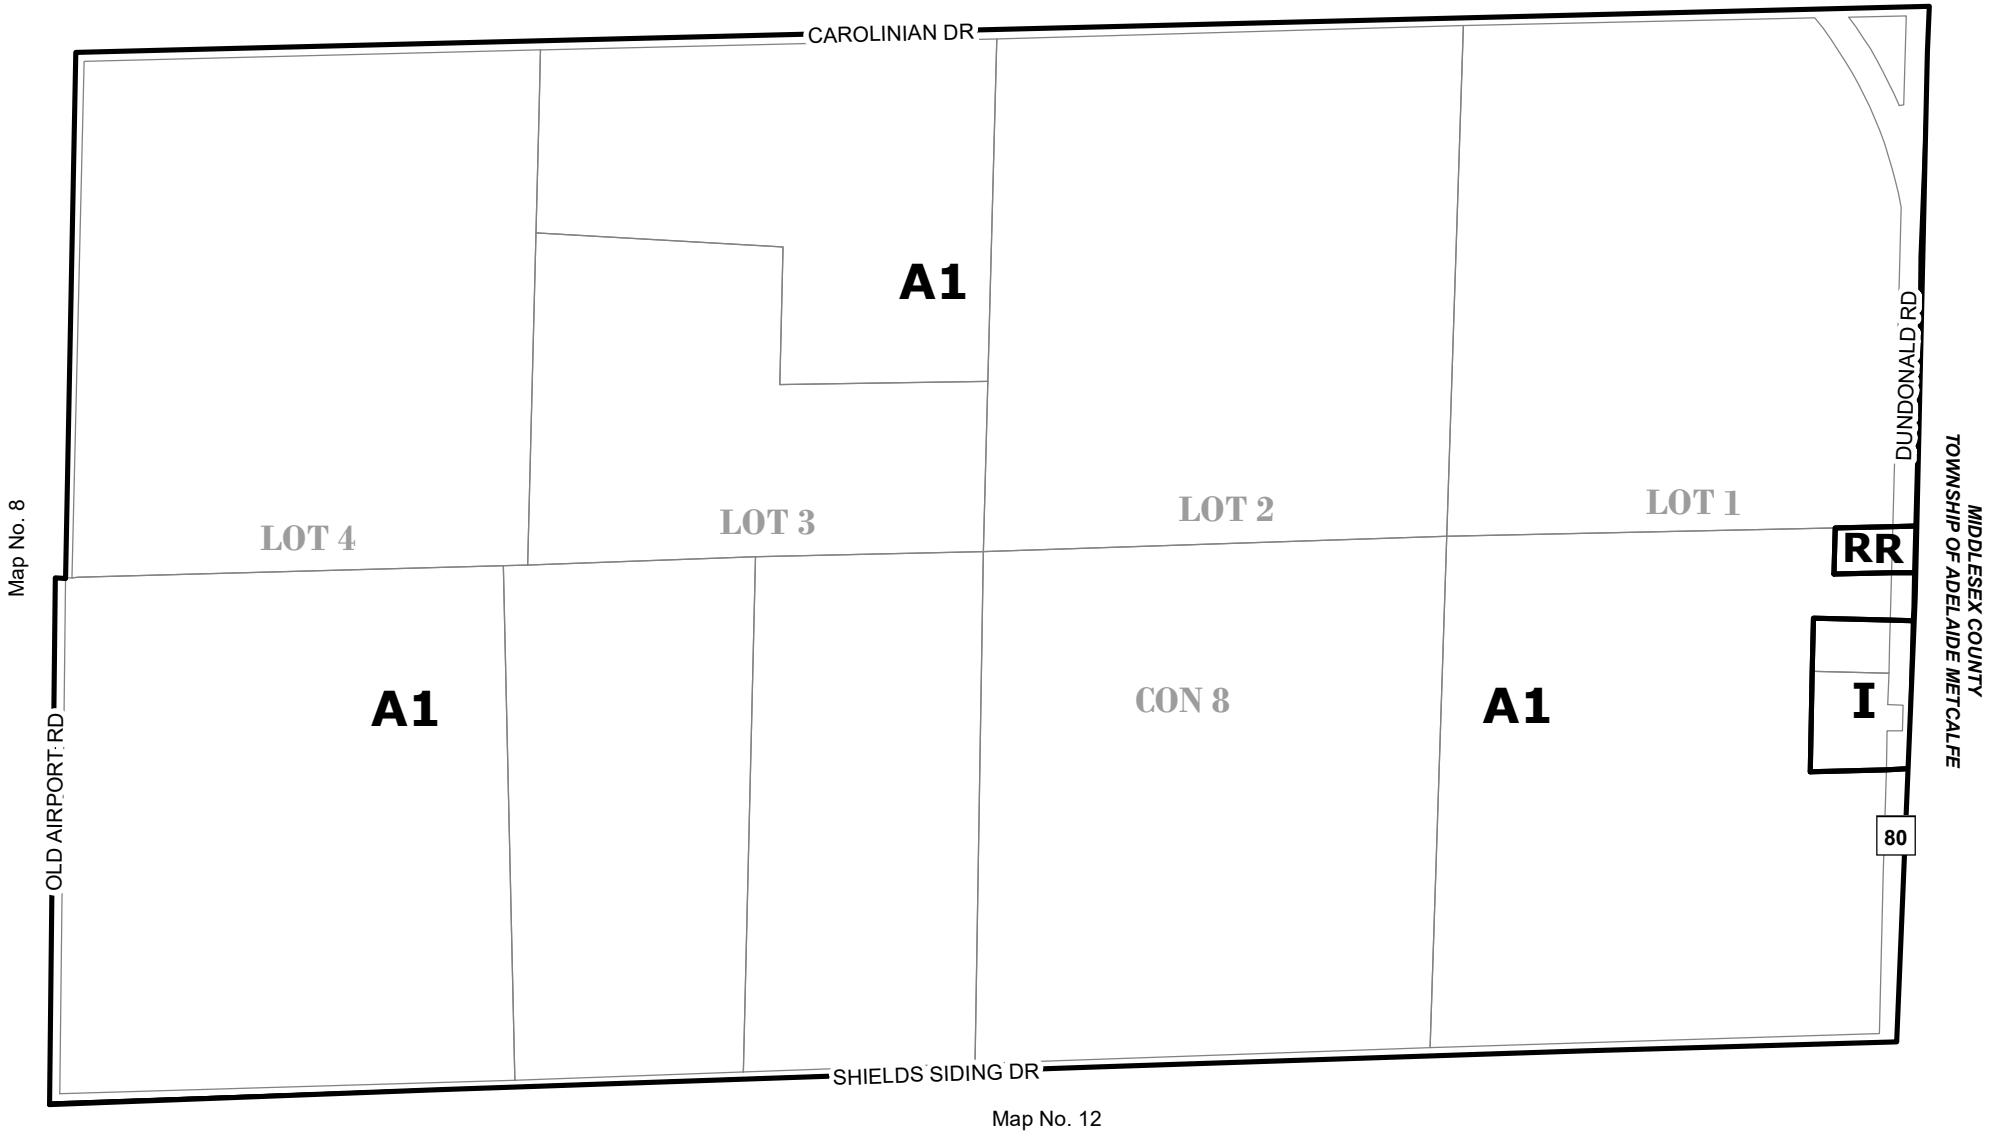 CAROLINIAN DR
A1
DUNDONALD RD
LOT 4
LOT 3
LOT 2
LOT 1
Map No. 8
RR
MIDDLESEX COUNTY
TOWNSHIP OF ADELAIDE METCALFE
A1
CON 8
A1
I
OLD AIRPORT RD
80
SHIELDS SIDING DR
Map No. 12